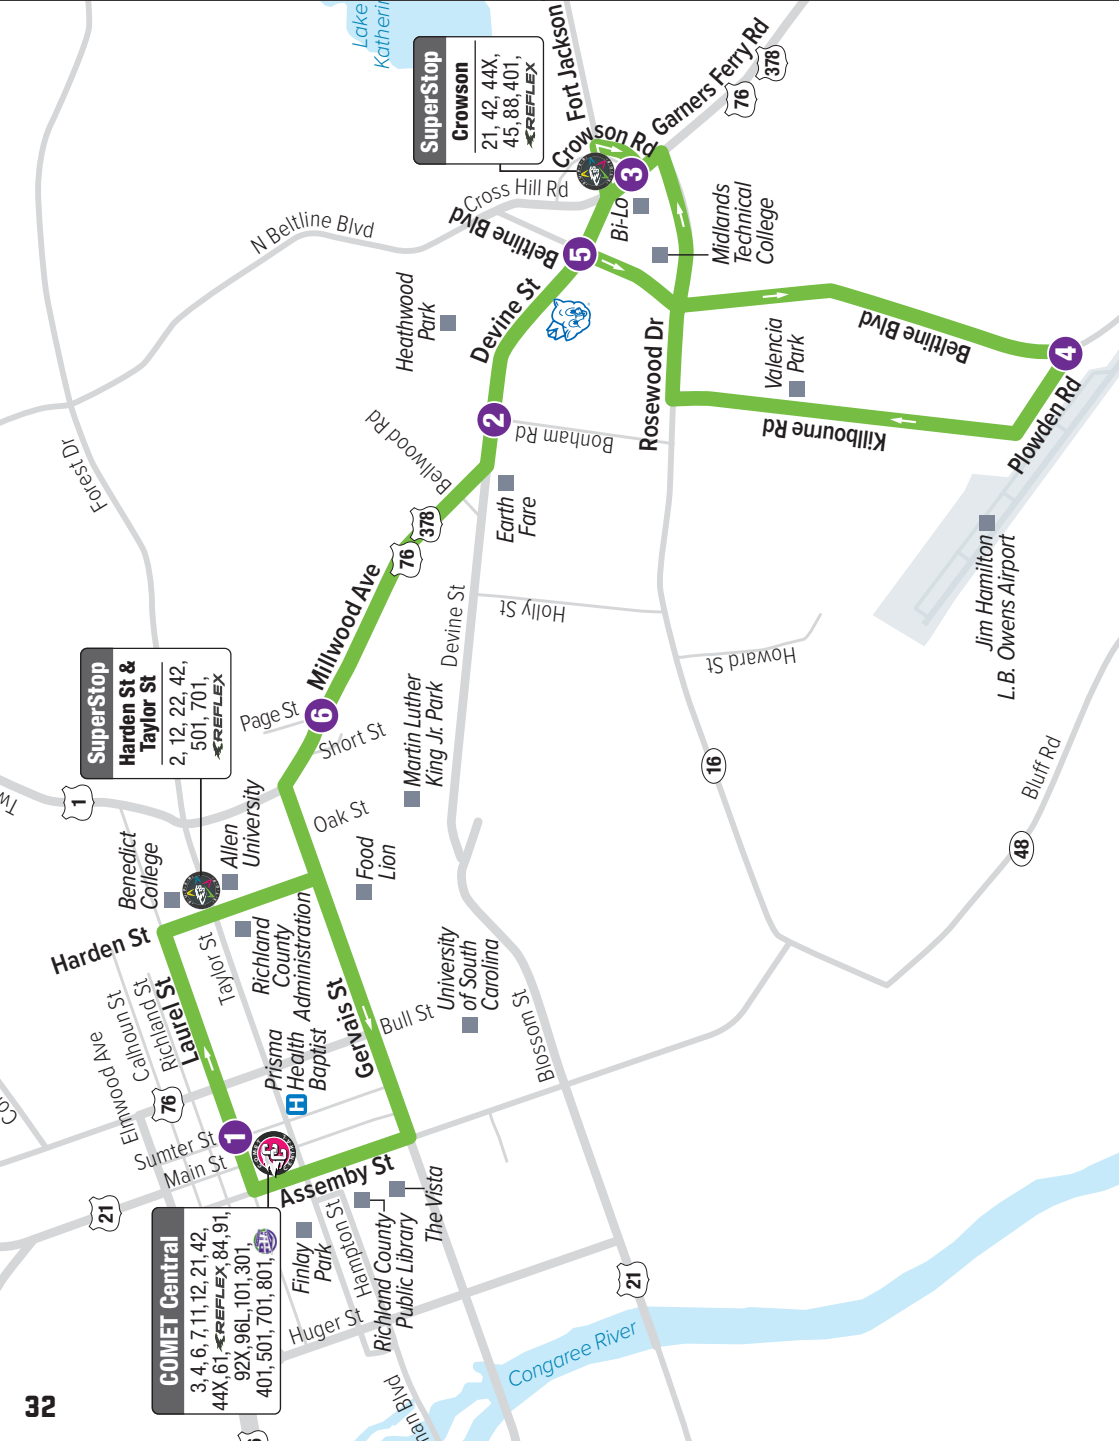 32
Lake
Katherin
SuperStop
Crowson
21, 42, 44X,
45, 88, 401,
REFLEX
Fort Jackson
Garners Ferry Rd
76
378
Crowson Rd
3
Cross Hill Rd
Beltline Blvd
N Beltline Blvd
Bi-Lo
5
Midlands
Technical
College
Heathwood
Park
Devine St
Rosewood Dr
Valencia
Park
Beltline Blvd
4
Plowden Rd
Kilbourne Rd
2
Bonham Rd
Bellwood Rd
Forest Dr
Earth
Fare
378
76
Millwood Ave
Jim Hamilton
L.B. Owens Airport
Devine St
Holly St
Howard St
SuperStop
Harden St &
Taylor St
2, 12, 22, 42,
501, 701,
REFLEX
Page St
6
Short St
Martin Luther
King Jr. Park
16
Bluff Rd
48
1
Tw
Oak St
Allen
University
Benedict
College
Food
Lion
Harden St
Taylor St
Richland
County
Administration
University
of South
Carolina
Gervais St
Bull St
Blossom St
Laurel St
Richland St
Calhoun St
Elmwood Ave
76
Prisma
Health
Baptist
H
Sumter St
Main St
1
Assemby St
21
COMET Central
3, 4, 6, 7, 11, 12, 21, 42,
44X, 61, REFLEX, 84, 91,
92X, 96L, 101, 301,
401, 501, 701, 801,
Finlay
Park
Hampton St
Richland County
Public Library
The Vista
Huger St
21
Congaree River
man Blvd